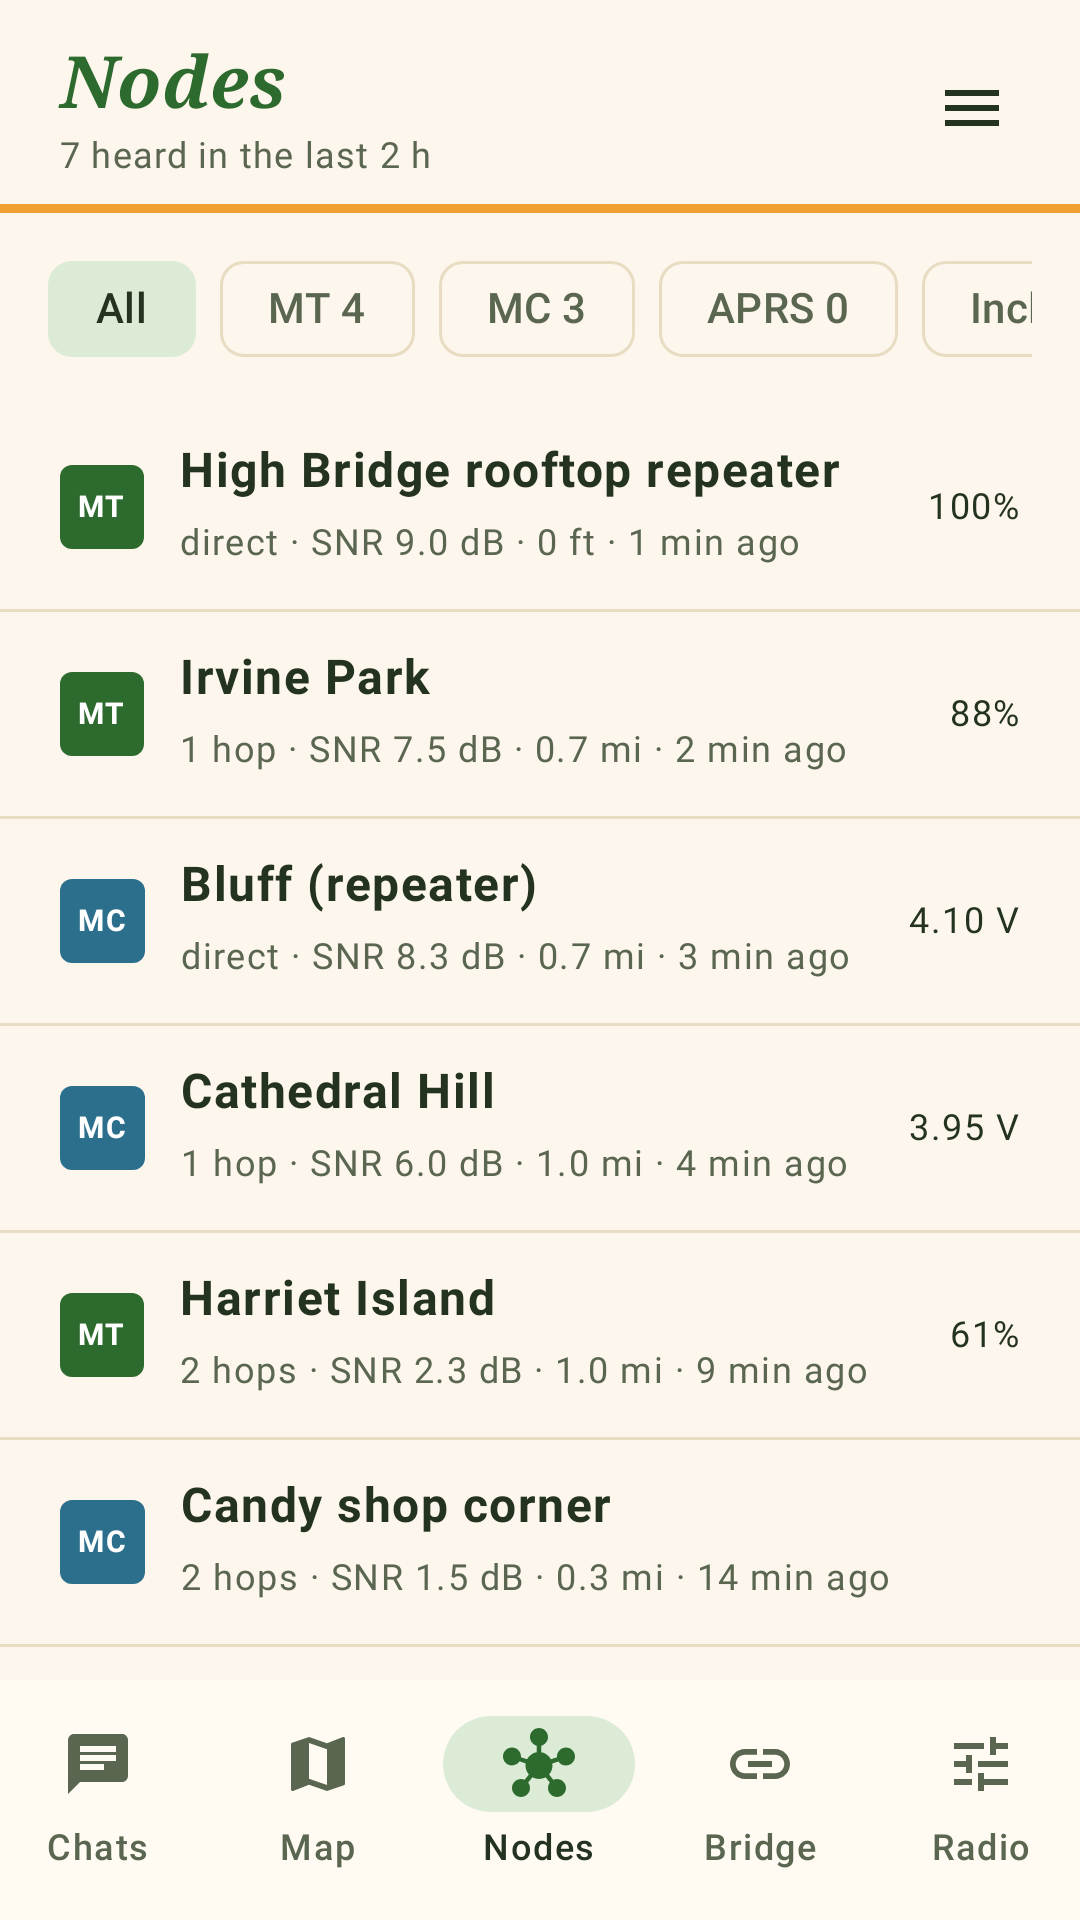 Nodes
7 heard in the last 2 h
All
MT 4
MC 3
APRS 0
MT
High Bridge rooftop repeater
direct · SNR 9.0 dB · 0 ft · 1 min ago
100%
MT
Irvine Park
1 hop · SNR 7.5 dB · 0.7 mi · 2 min ago
88%
MC
Bluff (repeater)
direct · SNR 8.3 dB · 0.7 mi · 3 min ago
4.10 V
MC
Cathedral Hill
1 hop · SNR 6.0 dB · 1.0 mi · 4 min ago
3.95 V
MT
Harriet Island
2 hops · SNR 2.3 dB · 1.0 mi · 9 min ago
61%
MC
Candy shop corner
2 hops · SNR 1.5 dB · 0.3 mi · 14 min ago
Chats
Map
Nodes
Bridge
Radio